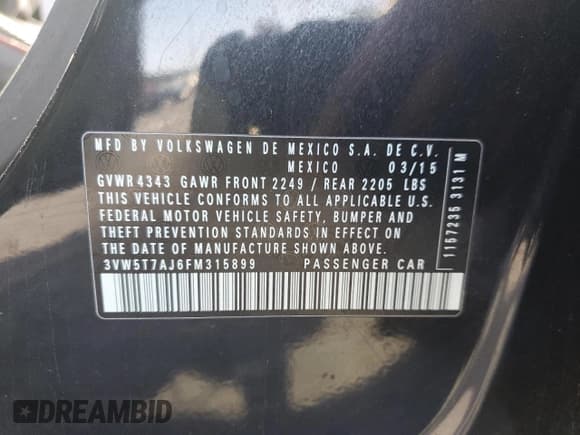 MFD BY VOLKSWAGEN DE MEXICO S.A. DE C.V.
MEXICO 03/15
GVWR 4343 GAWR FRONT 2249 / REAR 2205 LBS
THIS VEHICLE CONFORMS TO ALL APPLICABLE U.S.
FEDERAL MOTOR VEHICLE SAFETY, BUMPER AND
THEFT PREVENTION STANDARDS IN EFFECT ON
THE DATE OF MANUFACTURE SHOWN ABOVE.
3VW5T7AJ6FM315899 PASSENGER CAR
1157235 3131 M
DREAMBID